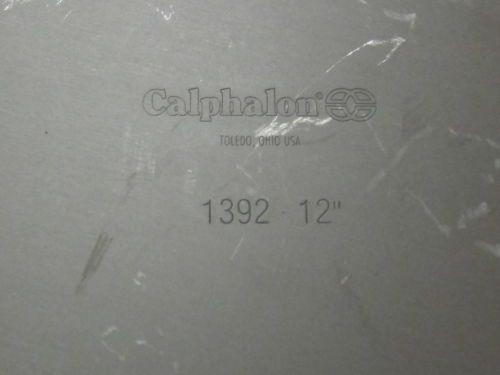 Calphalon®
TOLEDO, OHIO USA
1392 12"